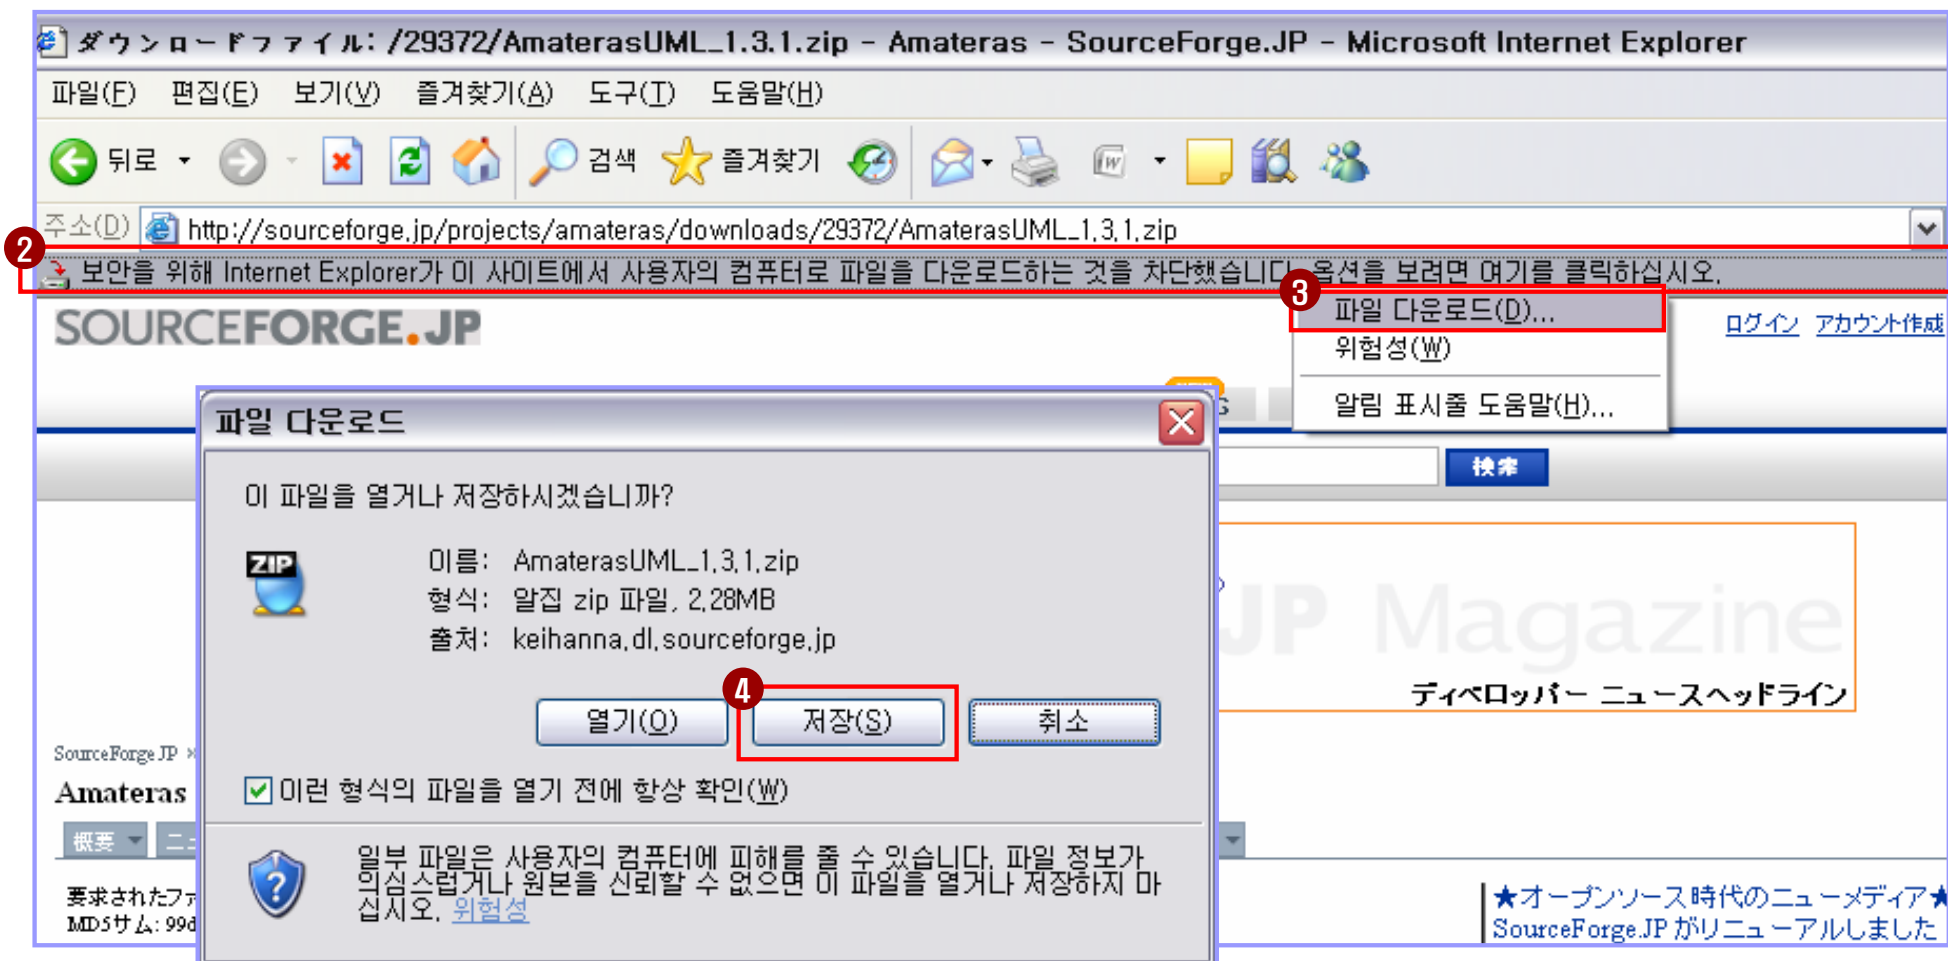 ダウンロードファイル: /29372/AmaterasUML_1.3.1.zip - Amateras - SourceForge.JP - Microsoft Internet Explorer
파일(F) 편집(E) 보기(V) 즐겨찾기(A) 도구(T) 도움말(H)
뒤로 검색 즐겨찾기
주소(D) http://sourceforge.jp/projects/amateras/downloads/29372/AmaterasUML_1.3.1.zip
2
보안을 위해 Internet Explorer가 이 사이트에서 사용자의 컴퓨터로 파일을 다운로드하는 것을 차단했습니다. 옵션을 보려면 여기를 클릭하십시오.
3
파일 다운로드(D)...
위험성(W)
알림 표시줄 도움말(H)...
SOURCEFORGE.JP
ログイン アカウント作成
検索
파일 다운로드
이 파일을 열거나 저장하시겠습니까?
ZIP
이름: AmaterasUML_1.3.1.zip
형식: 알집 zip 파일, 2.28MB
출처: keihanna.dl.sourceforge.jp
4
열기(O) 저장(S) 취소
이런 형식의 파일을 열기 전에 항상 확인(W)
일부 파일은 사용자의 컴퓨터에 피해를 줄 수 있습니다. 파일 정보가
의심스럽거나 원본을 신뢰할 수 없으면 이 파일을 열거나 저장하지 마
십시오. 위험성
JP Magazine
ディベロッパー ニュースヘッドライン
SourceForge.JP »
Amateras
概要 ニュ
要求されたファ
MD5サム: 99d
★オープンソース時代のニューメディア★
SourceForge.JP がリニューアルしました